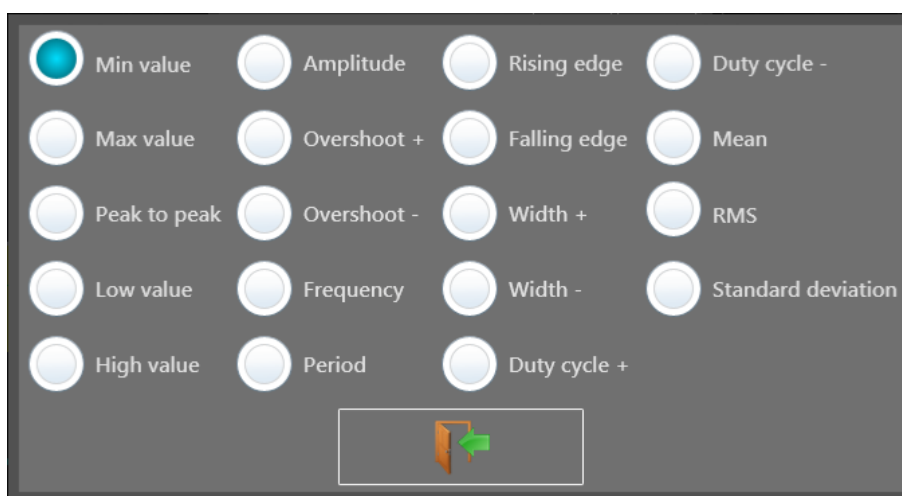 Min value
Amplitude
Rising edge
Duty cycle -
Max value
Overshoot +
Falling edge
Mean
Peak to peak
Overshoot -
Width +
RMS
Low value
Frequency
Width -
Standard deviation
High value
Period
Duty cycle +